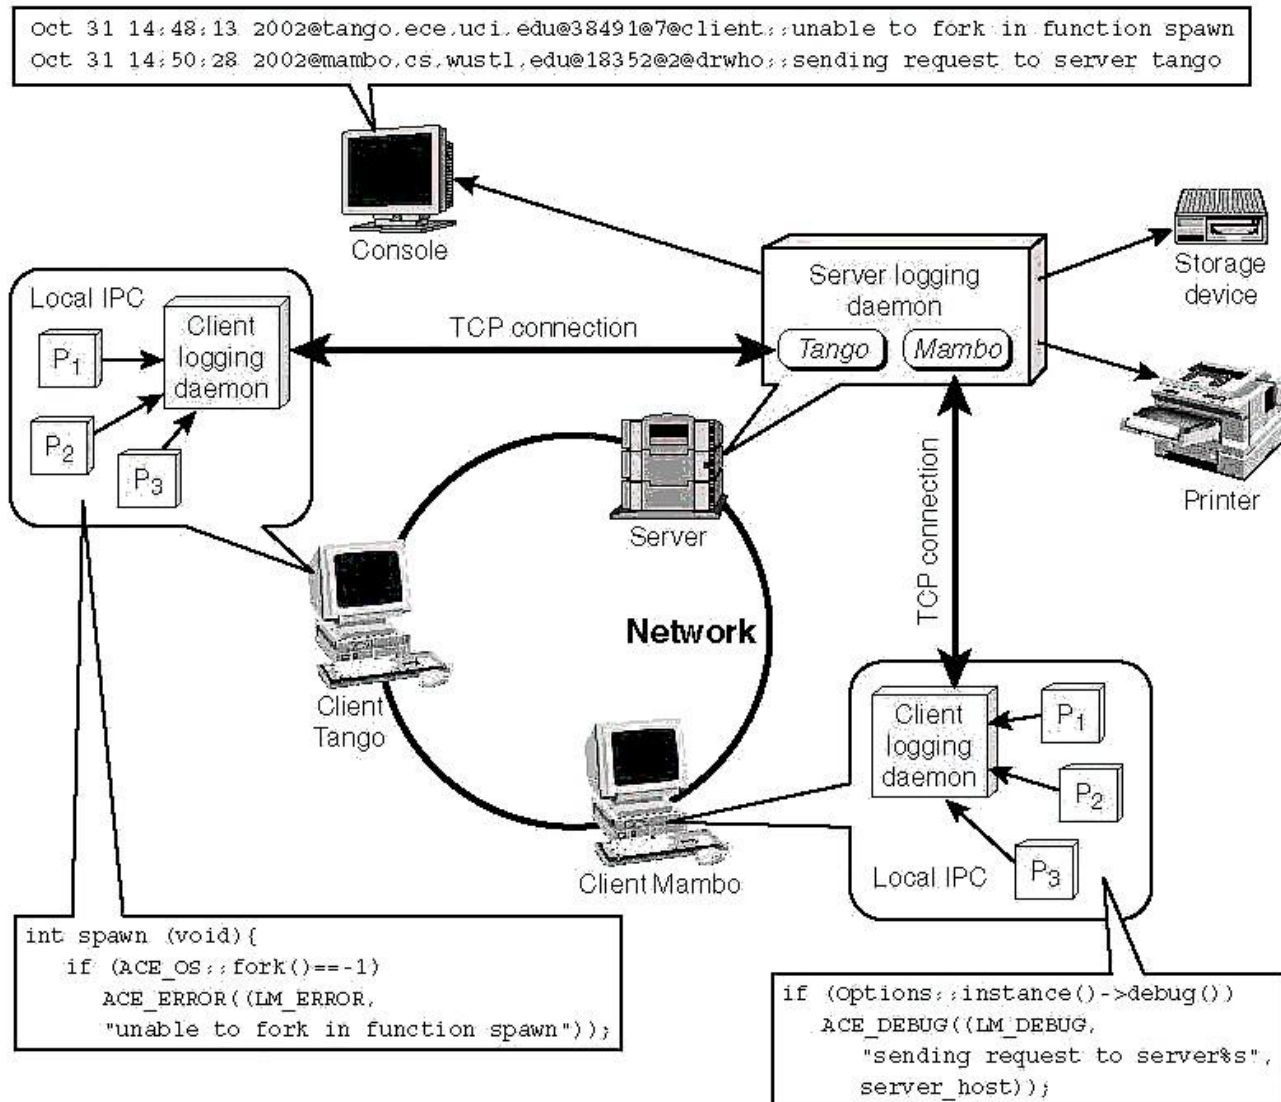 Oct 31 14:48:13 2002@tango.ece.uci.edu@38491@7@client::unable to fork in function spawn
Oct 31 14:50:28 2002@mambo.cs.wustl.edu@18352@2@drwho::sending request to server tango
Console
Storage
device
Server logging
daemon
Tango
Mambo
Printer
Local IPC
Client
logging
daemon
P1
P2
P3
TCP connection
Server
TCP connection
Network
Client
Tango
Client Mambo
Client
logging
daemon
P1
P2
P3
Local IPC
int spawn (void){
if (ACE_OS::fork()==-1)
ACE_ERROR((LM_ERROR,
"unable to fork in function spawn"));
if (Options::instance()->debug())
ACE_DEBUG((LM_DEBUG,
"sending request to server%s",
server_host));